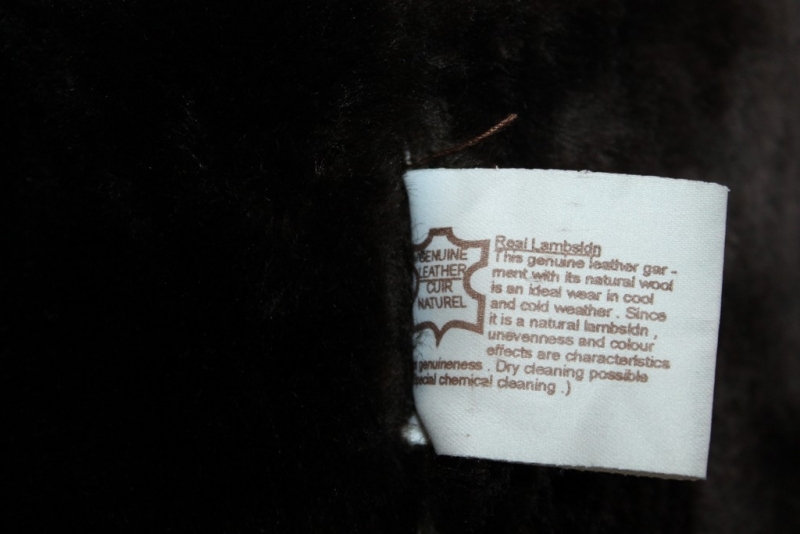 GENUINE
LEATHER
CUIR
NATUREL
Real Lambsldn
This genuine leather gar -
ment with its natural wool
is an ideal wear in cool
and cold weather . Since
it is a natural lambsldn ,
unevenness and colour
effects are characteristics
genuineness . Dry cleaning possible
chemical cleaning .)